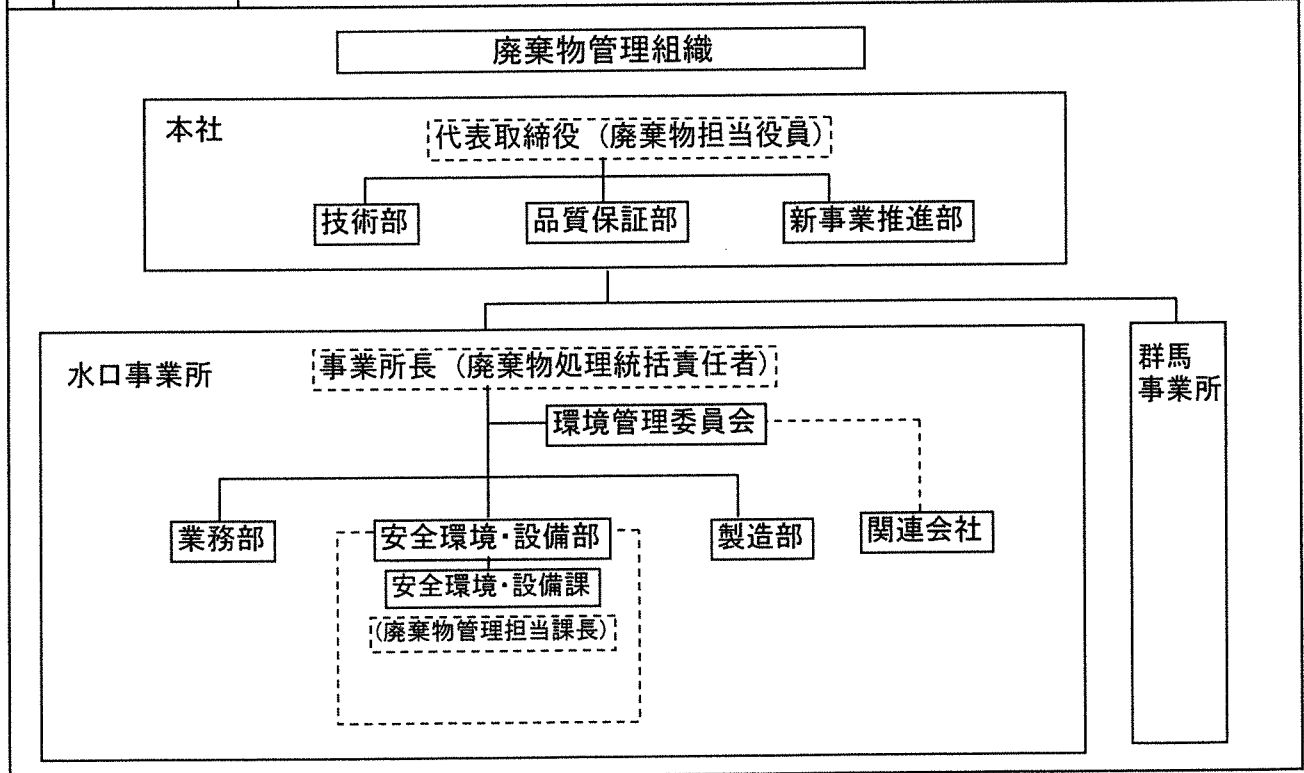 廃棄物管理組織
本社
代表取締役（廃棄物担当役員）
技術部
品質保証部
新事業推進部
水口事業所
事業所長（廃棄物処理統括責任者）
群馬
事業所
環境管理委員会
業務部
安全環境・設備部
製造部
関連会社
安全環境・設備課
（廃棄物管理担当課長）